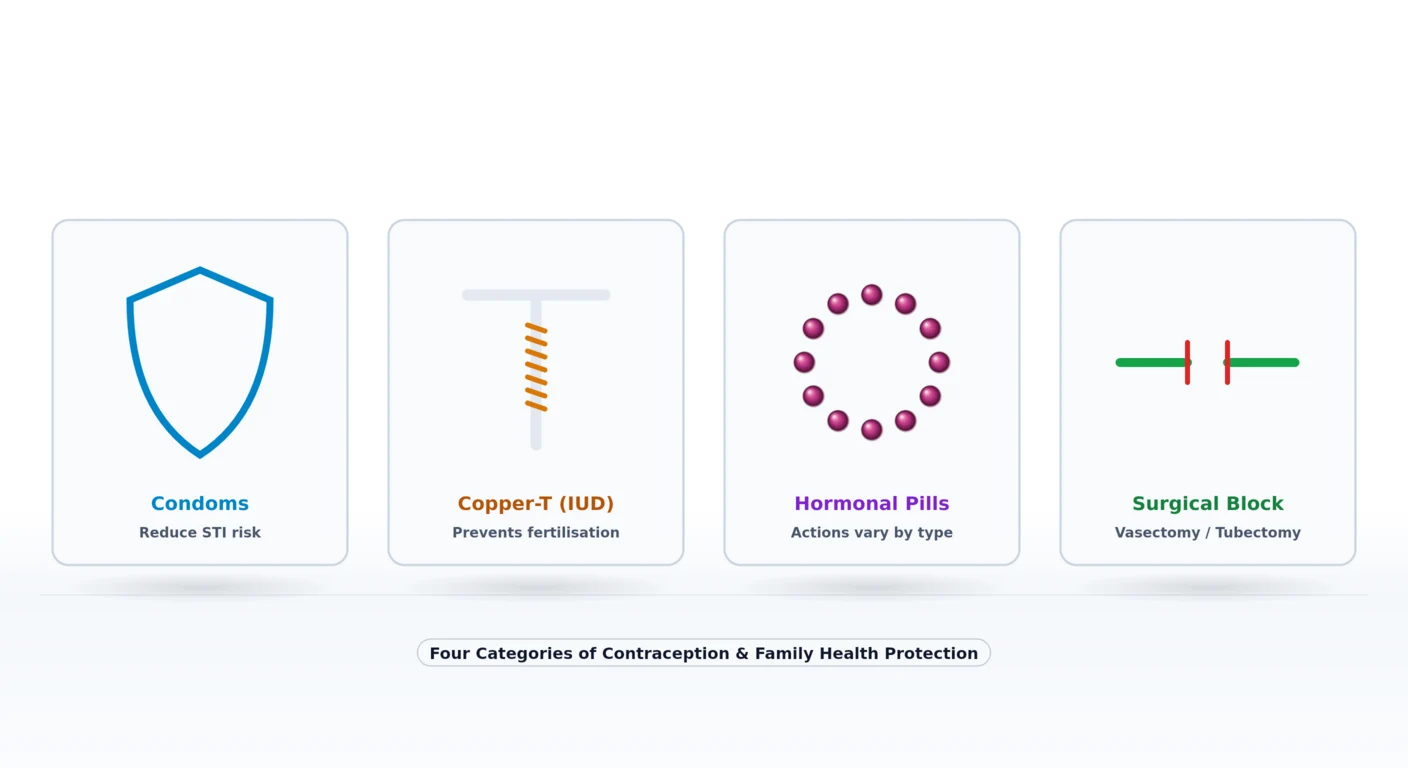 Condoms
Reduce STI risk
Copper-T (IUD)
Prevents fertilisation
Hormonal Pills
Actions vary by type
Surgical Block
Vasectomy / Tubectomy
Four Categories of Contraception & Family Health Protection